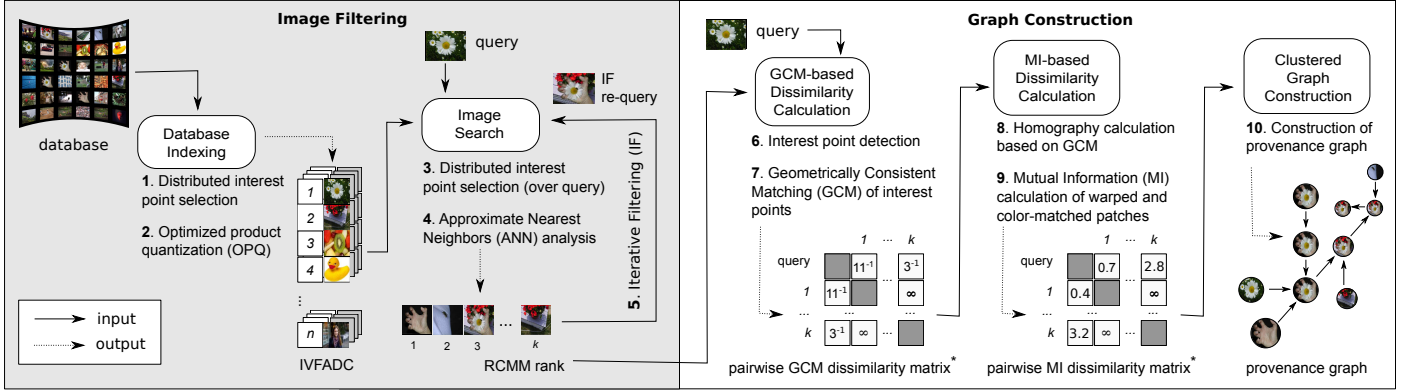 Image Filtering
query
IF
re-query
database
Database
Indexing
Image
Search
1. Distributed interest
point selection
2. Optimized product
quantization (OPQ)
3. Distributed interest
point selection (over query)
4. Approximate Nearest
Neighbors (ANN) analysis
5. Iterative Filtering (IF)
1
2
3
4
...
n
IVFADC
1 2 3 ... k
RCMM rank
input
output
Graph Construction
query
GCM-based
Dissimilarity
Calculation
6. Interest point detection
7. Geometrically Consistent
Matching (GCM) of interest
points
1 ... k
query 11⁻¹ ... 3⁻¹
1 11⁻¹ ∞
... ... ...
k 3⁻¹ ∞ ...
pairwise GCM dissimilarity matrix*
MI-based
Dissimilarity
Calculation
8. Homography calculation
based on GCM
9. Mutual Information (MI)
calculation of warped and
color-matched patches
1 ... k
query 0.7 ... 2.8
1 0.4 ∞
... ... ...
k 3.2 ∞ ...
pairwise MI dissimilarity matrix*
Clustered
Graph
Construction
10. Construction of
provenance graph
provenance graph